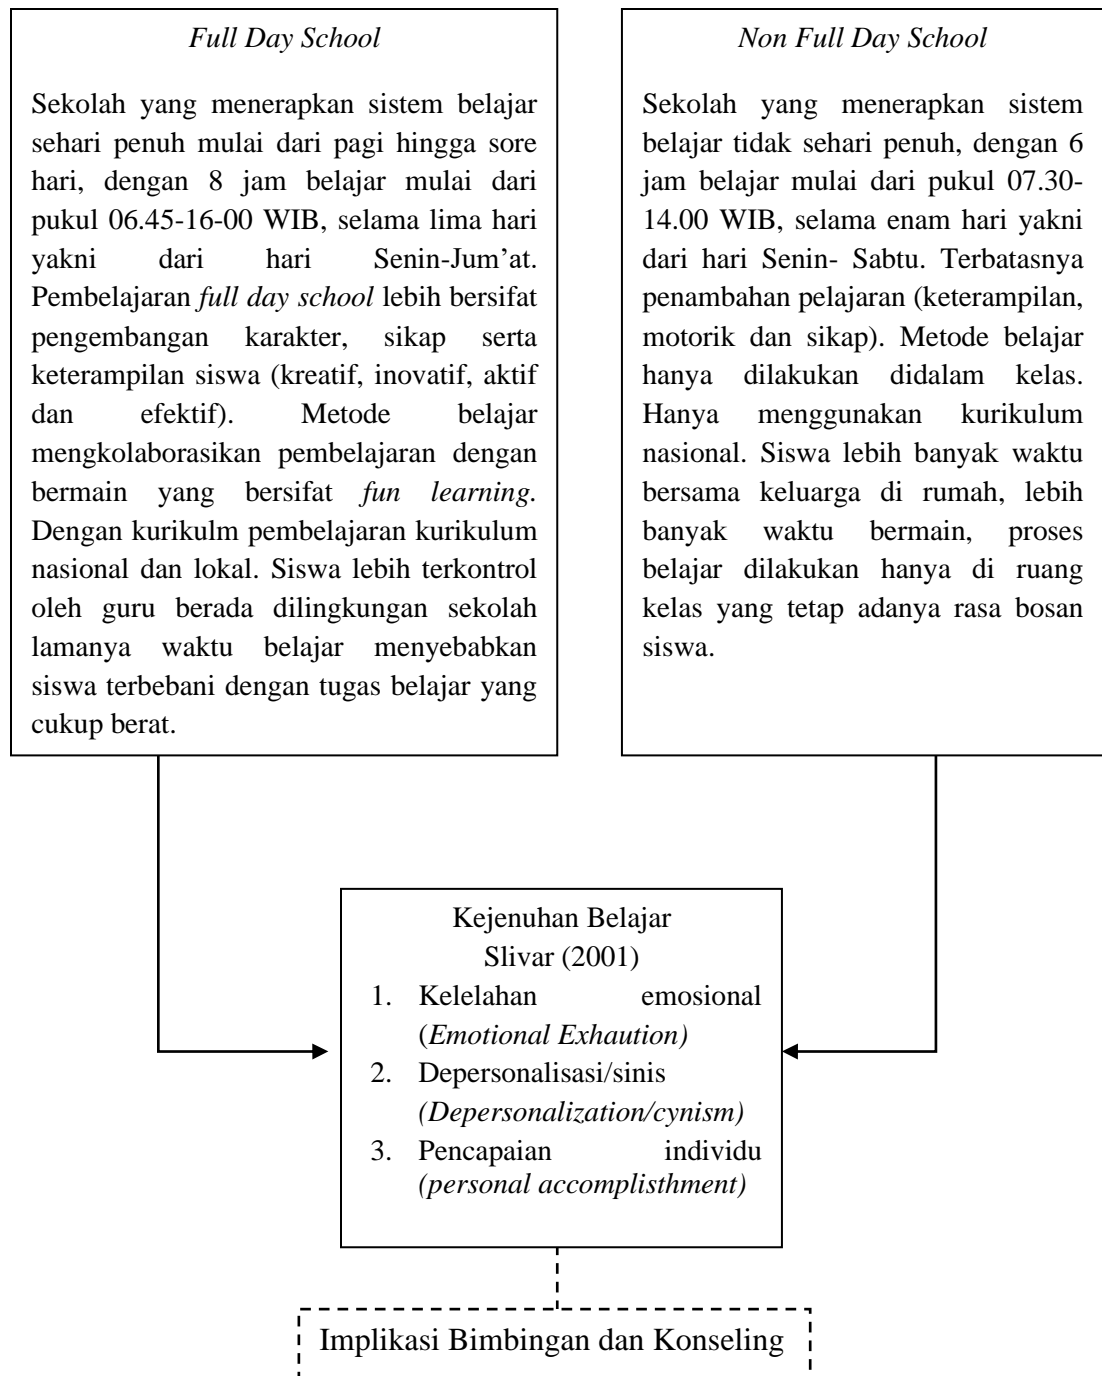 Full Day School
Sekolah yang menerapkan sistem belajar
sehari penuh mulai dari pagi hingga sore
hari, dengan 8 jam belajar mulai dari
pukul 06.45-16-00 WIB, selama lima hari
yakni dari hari Senin-Jum’at.
Pembelajaran full day school lebih bersifat
pengembangan karakter, sikap serta
keterampilan siswa (kreatif, inovatif, aktif
dan efektif). Metode belajar
mengkolaborasikan pembelajaran dengan
bermain yang bersifat fun learning.
Dengan kurikulm pembelajaran kurikulum
nasional dan lokal. Siswa lebih terkontrol
oleh guru berada dilingkungan sekolah
lamanya waktu belajar menyebabkan
siswa terbebani dengan tugas belajar yang
cukup berat.
Non Full Day School
Sekolah yang menerapkan sistem
belajar tidak sehari penuh, dengan 6
jam belajar mulai dari pukul 07.30-
14.00 WIB, selama enam hari yakni
dari hari Senin- Sabtu. Terbatasnya
penambahan pelajaran (keterampilan,
motorik dan sikap). Metode belajar
hanya dilakukan didalam kelas.
Hanya menggunakan kurikulum
nasional. Siswa lebih banyak waktu
bersama keluarga di rumah, lebih
banyak waktu bermain, proses
belajar dilakukan hanya di ruang
kelas yang tetap adanya rasa bosan
siswa.
Kejenuhan Belajar
Slivar (2001)
1. Kelelahan emosional
(Emotional Exhaution)
2. Depersonalisasi/sinis
(Depersonalization/cynism)
3. Pencapaian individu
(personal accomplisthment)
Implikasi Bimbingan dan Konseling